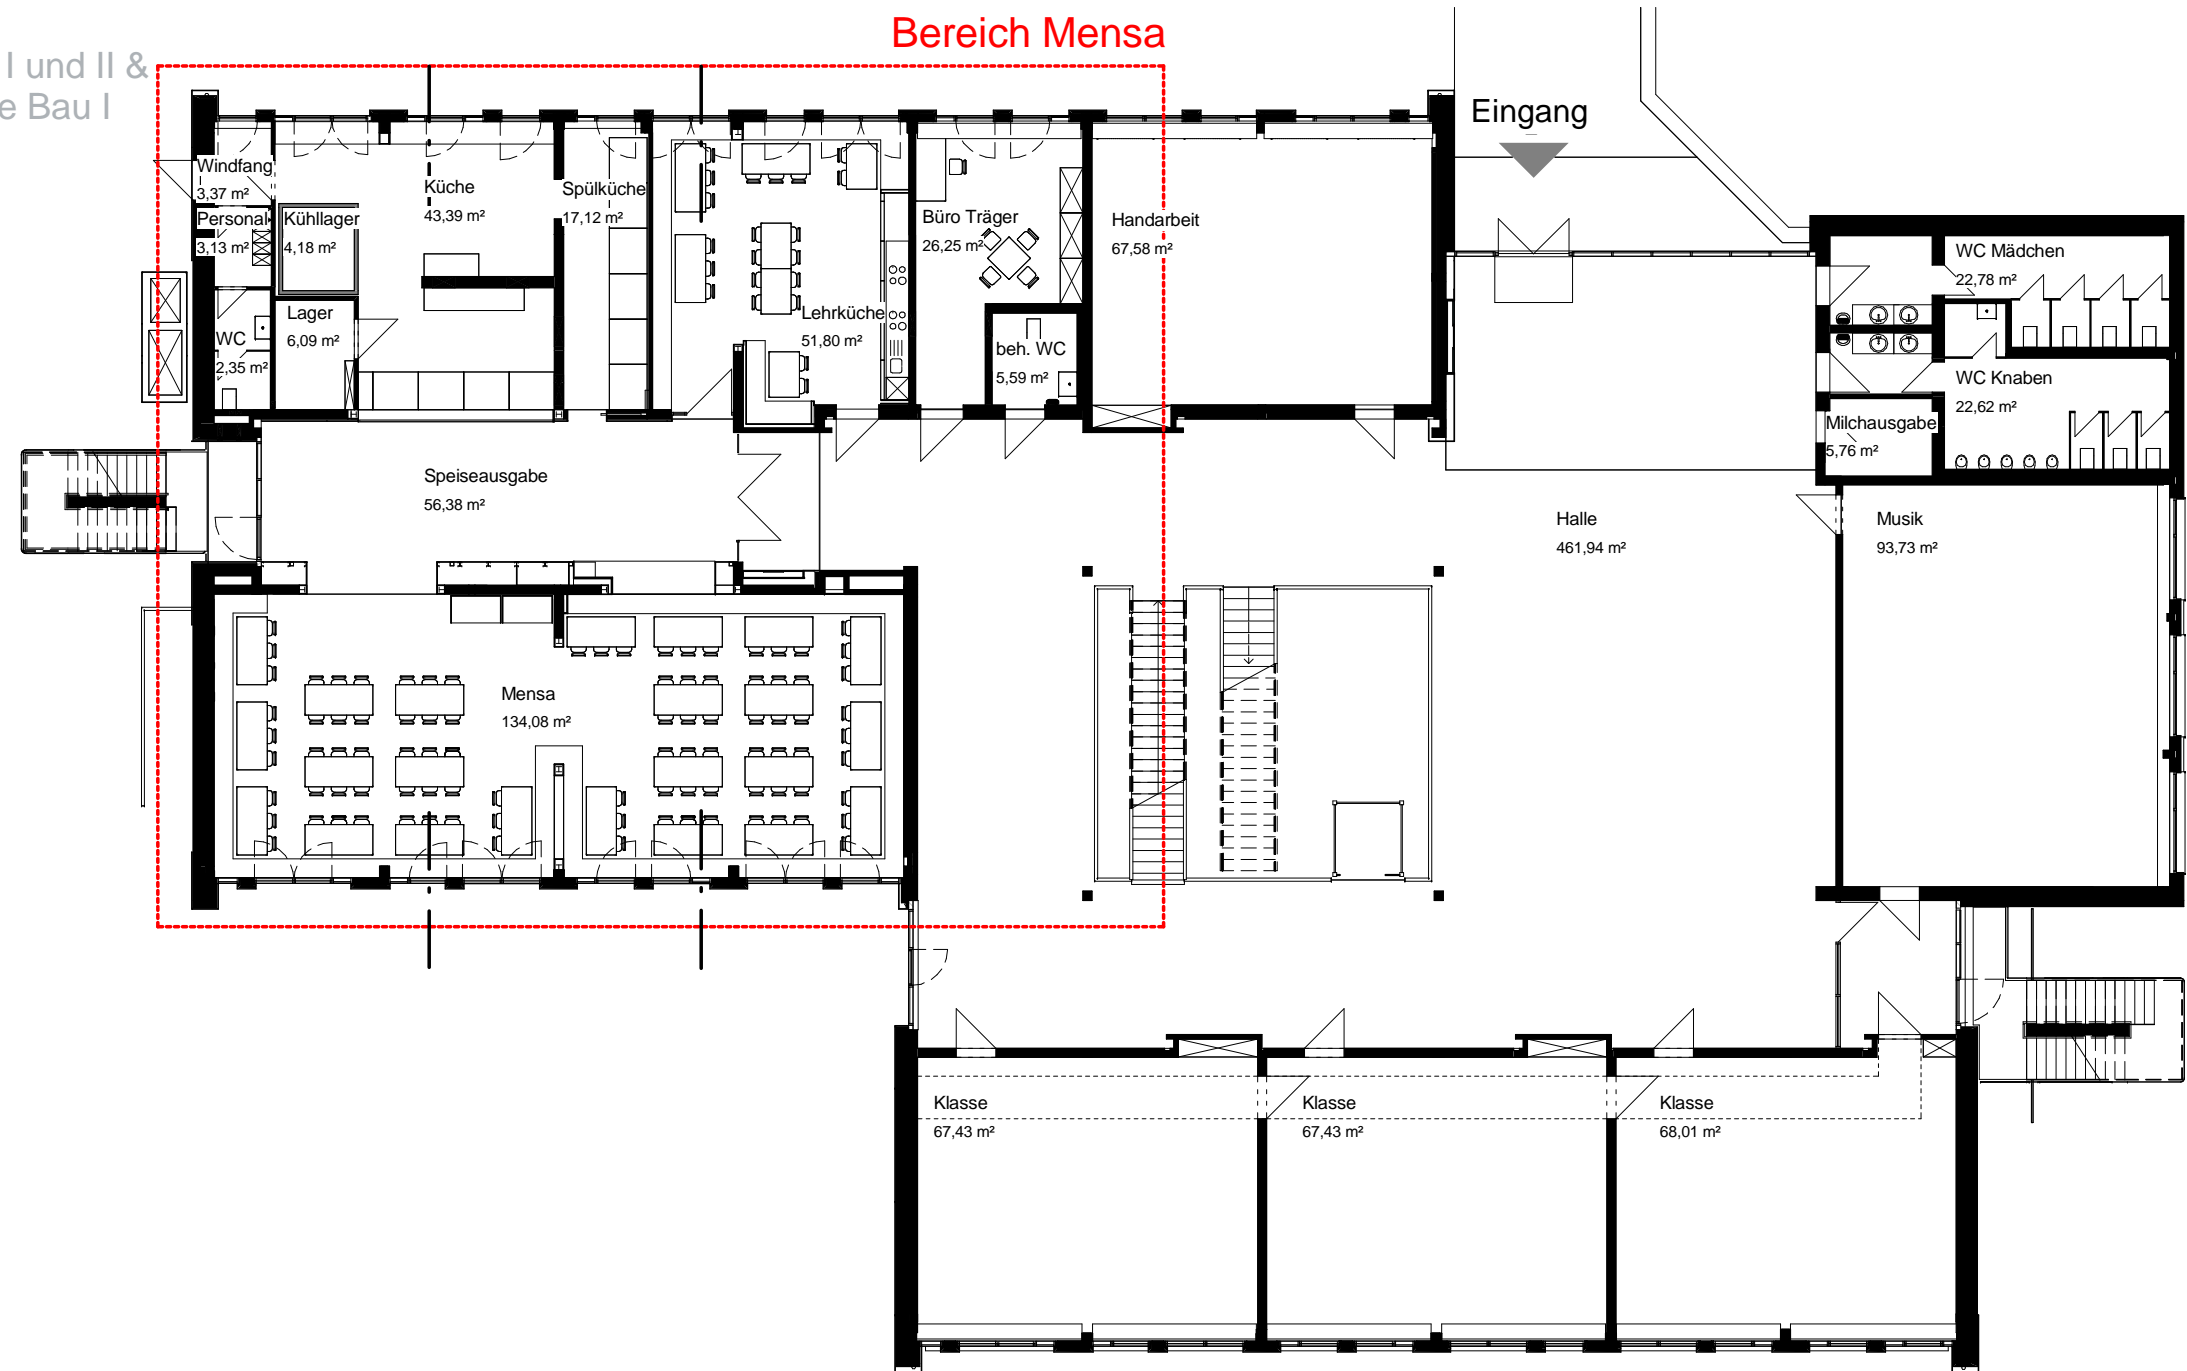 Bereich Mensa
I und II &
e Bau I
Eingang
Windfang
3,37 m²
Personal
3,13 m²
Kühllager
4,18 m²
Küche
43,39 m²
Spülküche
17,12 m²
Büro Träger
26,25 m²
Handarbeit
67,58 m²
WC Mädchen
22,78 m²
WC
2,35 m²
Lager
6,09 m²
Lehrküche
51,80 m²
beh. WC
5,59 m²
WC Knaben
22,62 m²
Milchausgabe
5,76 m²
Speiseausgabe
56,38 m²
Halle
461,94 m²
Musik
93,73 m²
Mensa
134,08 m²
Klasse
67,43 m²
Klasse
67,43 m²
Klasse
68,01 m²